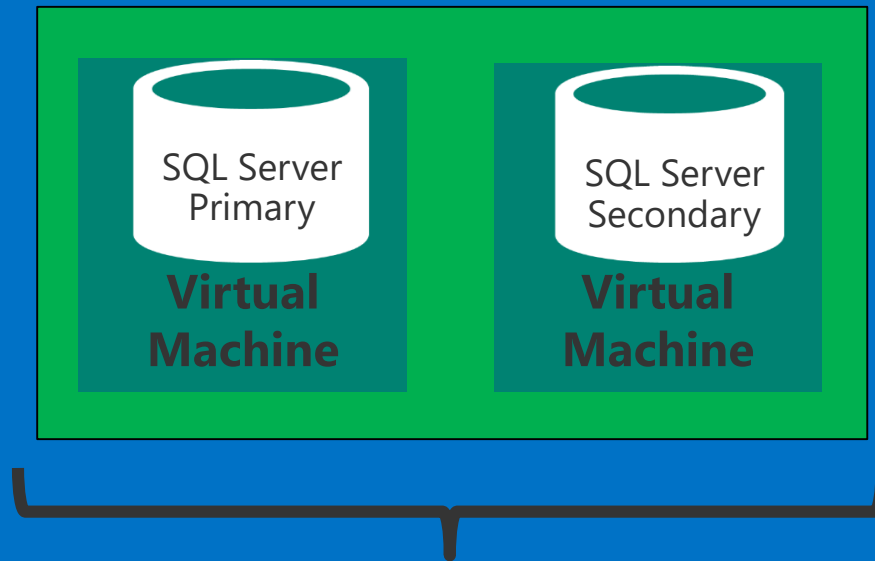 SQL Server
Primary
Virtual
Machine
SQL Server
Secondary
Virtual
Machine